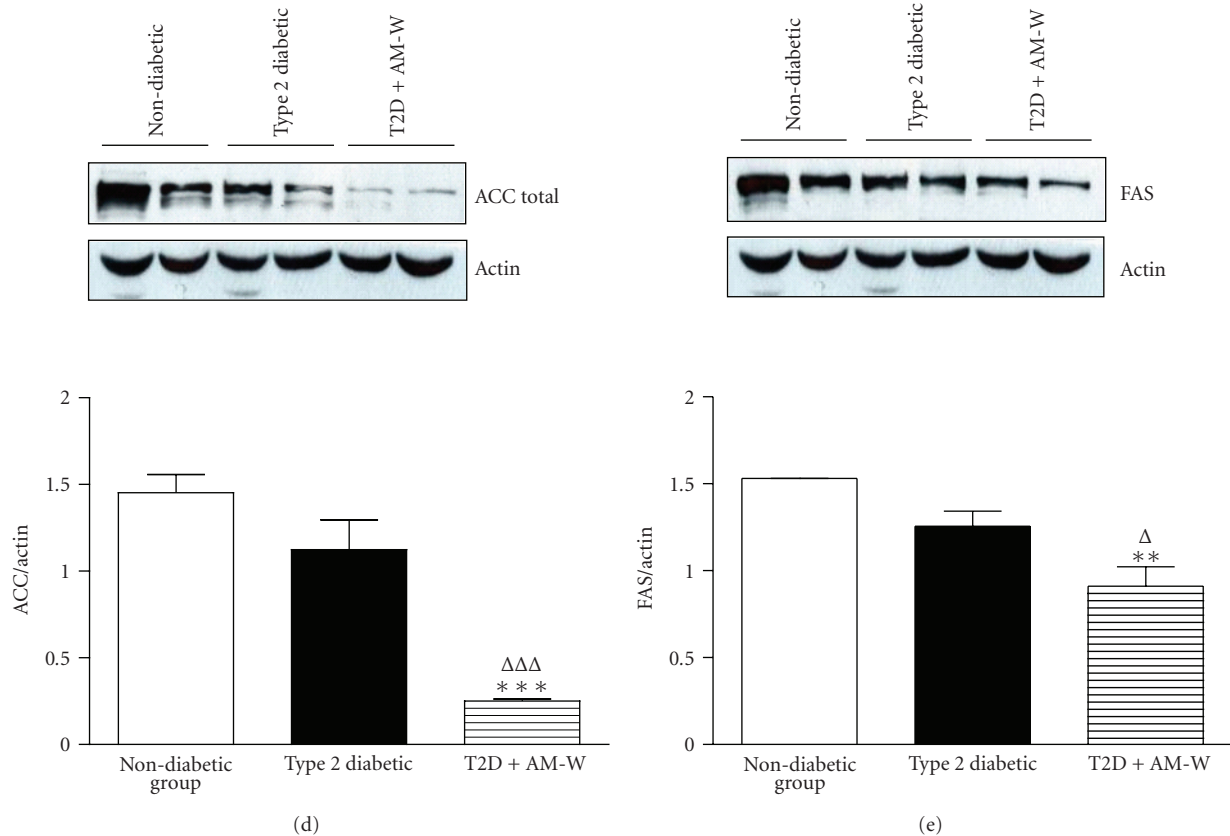 Non-diabetic
Type 2 diabetic
T2D + AM-W
ACC total
Actin
2
1.5
1
0.5
0
ACC/actin
ΔΔΔ
∗∗∗
Non-diabetic
group
Type 2 diabetic
T2D + AM-W
(d)
Non-diabetic
Type 2 diabetic
T2D + AM-W
FAS
Actin
2
1.5
1
0.5
0
FAS/actin
Δ
∗∗
Non-diabetic
group
Type 2 diabetic
T2D + AM-W
(e)